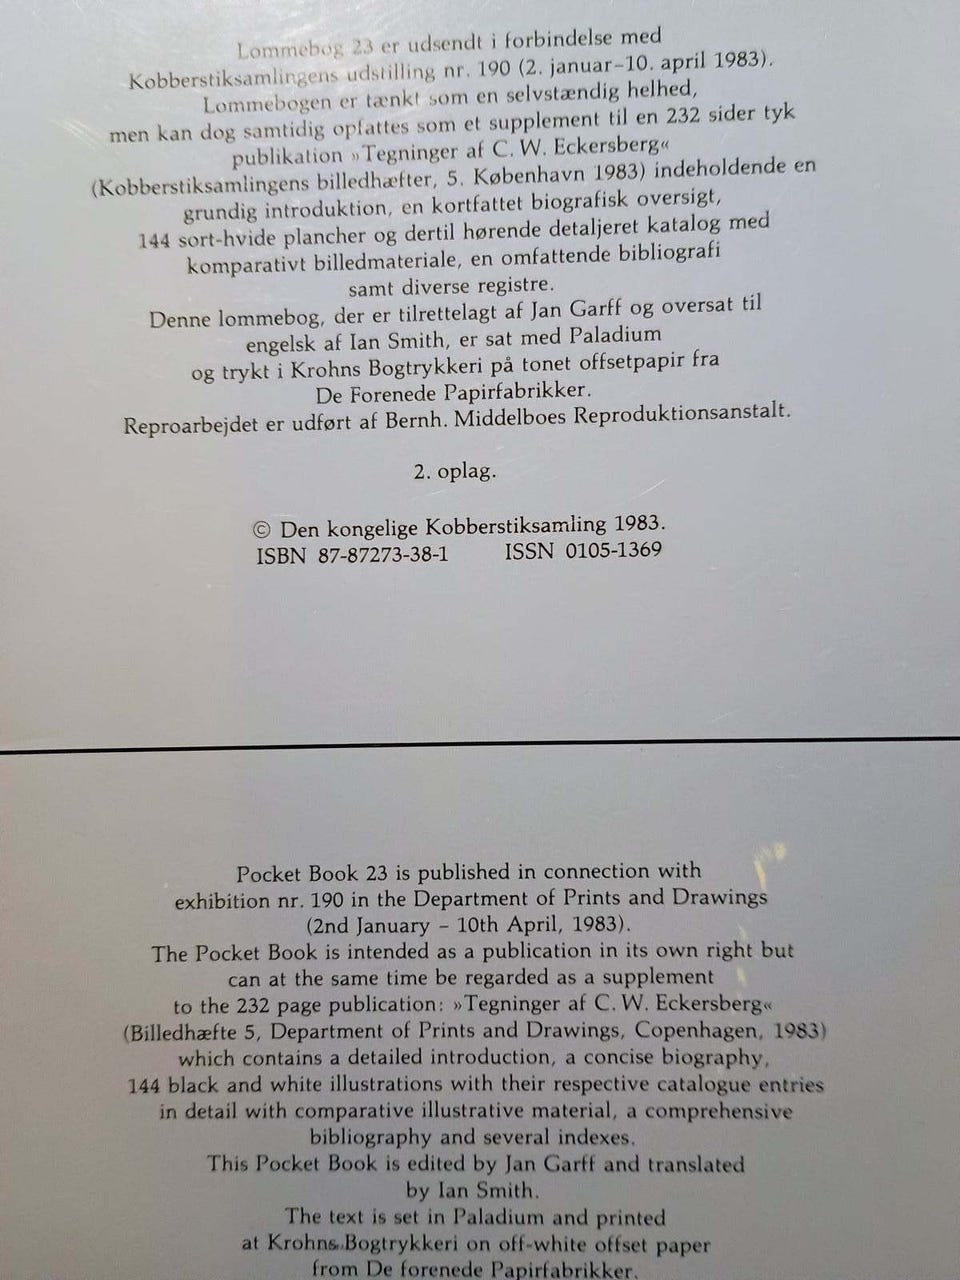 Lommebog 23 er udsendt i forbindelse med
Kobberstiksamlingens udstilling nr. 190 (2. januar–10. april 1983).
Lommebogen er tænkt som en selvstændig helhed,
men kan dog samtidig opfattes som et supplement til en 232 sider tyk
publikation »Tegninger af C. W. Eckersberg«
(Kobberstiksamlingens billedhæfter, 5. København 1983) indeholdende en
grundig introduktion, en kortfattet biografisk oversigt,
144 sort-hvide plancher og dertil hørende detaljeret katalog med
komparativt billedmateriale, en omfattende bibliografi
samt diverse registre.
Denne lommebog, der er tilrettelagt af Jan Garff og oversat til
engelsk af Ian Smith, er sat med Paladium
og trykt i Krohns Bogtrykkeri på tonet offsetpapir fra
De Forenede Papirfabrikker.
Reproarbejdet er udført af Bernh. Middelboes Reproduktionsanstalt.
2. oplag.
© Den kongelige Kobberstiksamling 1983.
ISBN 87-87273-38-1 ISSN 0105-1369
Pocket Book 23 is published in connection with
exhibition nr. 190 in the Department of Prints and Drawings
(2nd January – 10th April, 1983).
The Pocket Book is intended as a publication in its own right but
can at the same time be regarded as a supplement
to the 232 page publication: »Tegninger af C. W. Eckersberg«
(Billedhæfte 5, Department of Prints and Drawings, Copenhagen, 1983)
which contains a detailed introduction, a concise biography,
144 black and white illustrations with their respective catalogue entries
in detail with comparative illustrative material, a comprehensive
bibliography and several indexes.
This Pocket Book is edited by Jan Garff and translated
by Ian Smith.
The text is set in Paladium and printed
at Krohns Bogtrykkeri on off-white offset paper
from De forenede Papirfabrikker.